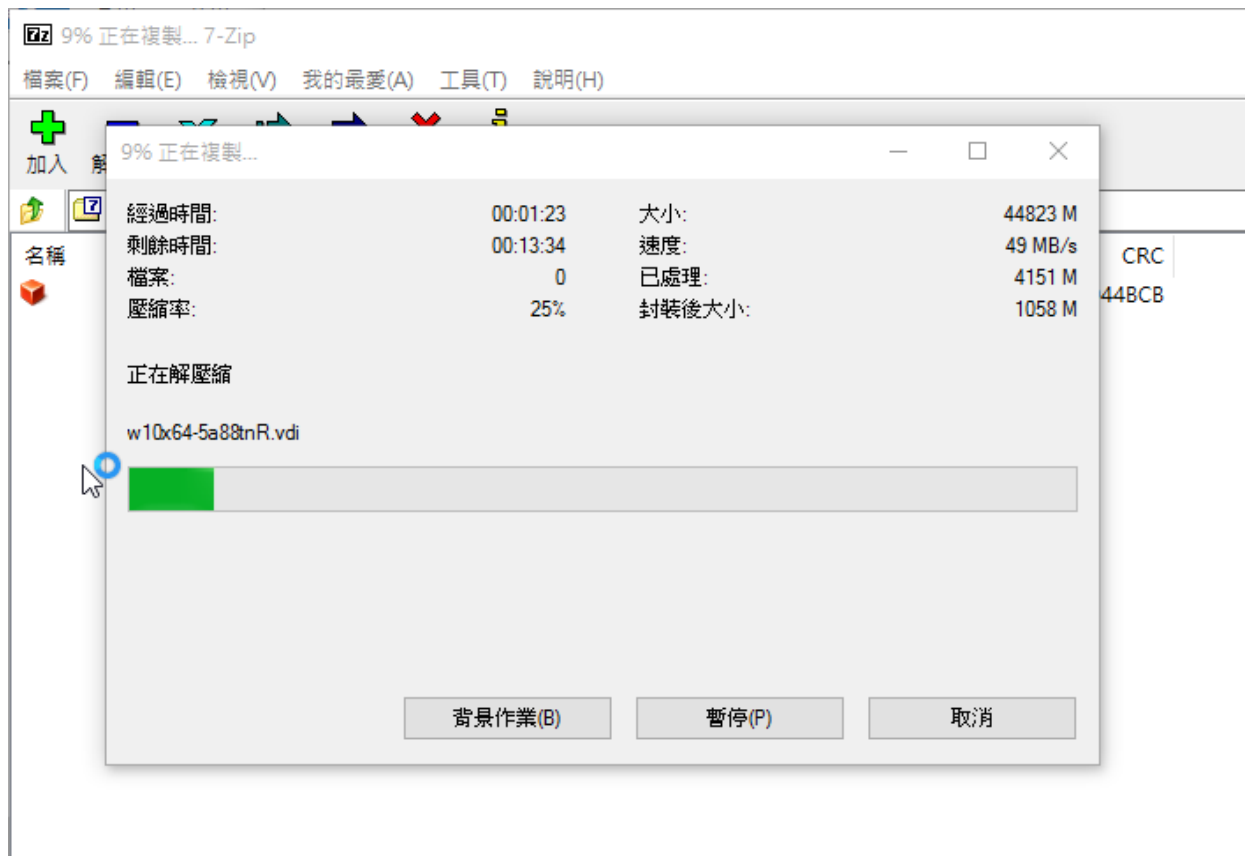 9% 正在複製... 7-Zip
檔案(F) 編輯(E) 檢視(V) 我的最愛(A) 工具(T) 說明(H)
加入
9% 正在複製...
經過時間: 00:01:23 大小: 44823 M
剩餘時間: 00:13:34 速度: 49 MB/s
檔案: 0 已處理: 4151 M
壓縮率: 25% 封裝後大小: 1058 M
名稱 CRC
44BCB
正在解壓縮
w10x64-5a88tnR.vdi
背景作業(B) 暫停(P) 取消